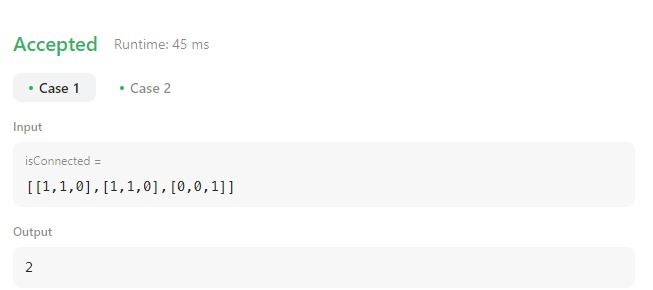 Accepted Runtime: 45 ms
• Case 1 • Case 2
Input
isConnected =
[[1,1,0],[1,1,0],[0,0,1]]
Output
2